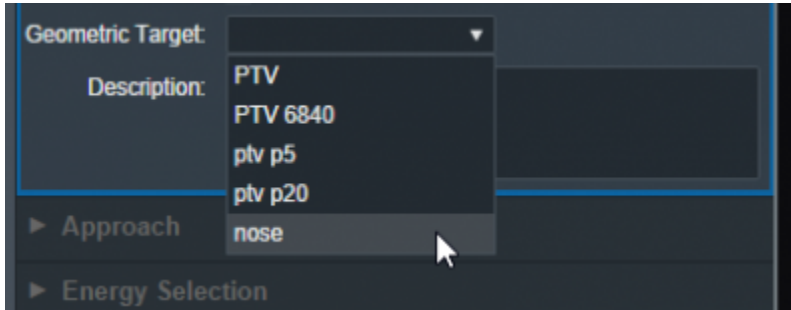 Geometric Target:
Description:
PTV
PTV 6840
ptv p5
ptv p20
nose
Approach
Energy Selection